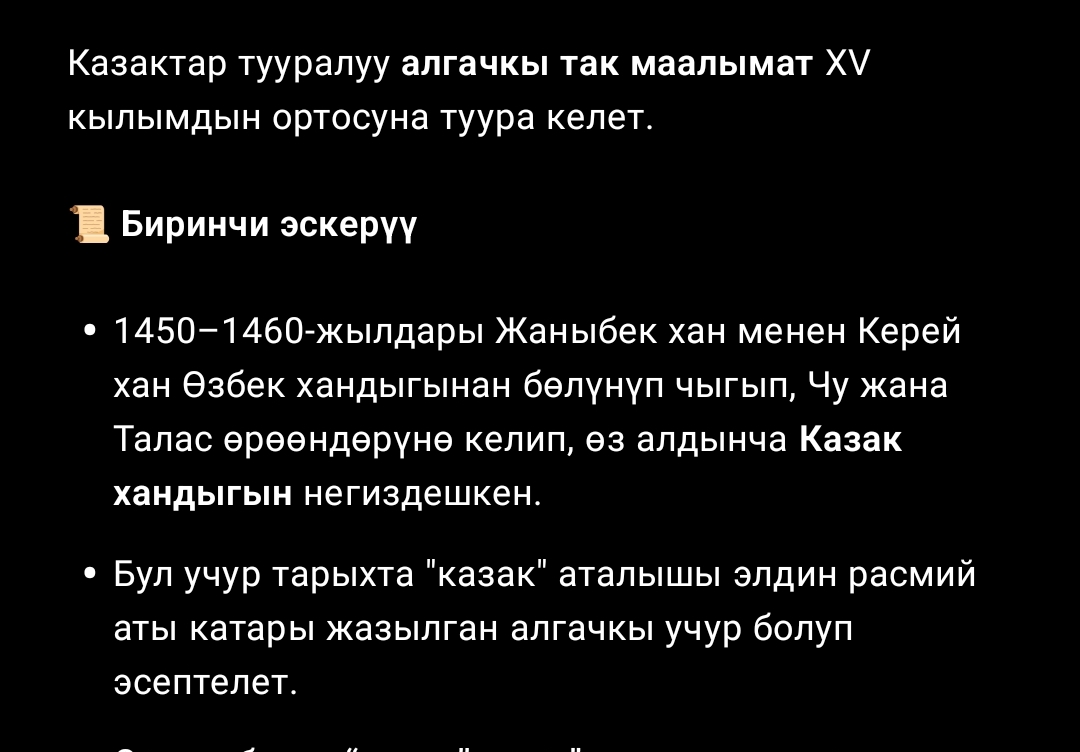 Казактар тууралуу алгачкы так маалымат XV
кылымдын ортосуна туура келет.
📜 Биринчи эскерүү
• 1450–1460-жылдары Жаныбек хан менен Керей
хан Өзбек хандыгынан бөлүнүп чыгып, Чу жана
Талас өрөөндөрүнө келип, өз алдынча Казак
хандыгын негиздешкен.
• Бул учур тарыхта "казак" аталышы элдин расмий
аты катары жазылган алгачкы учур болуп
эсептелет.